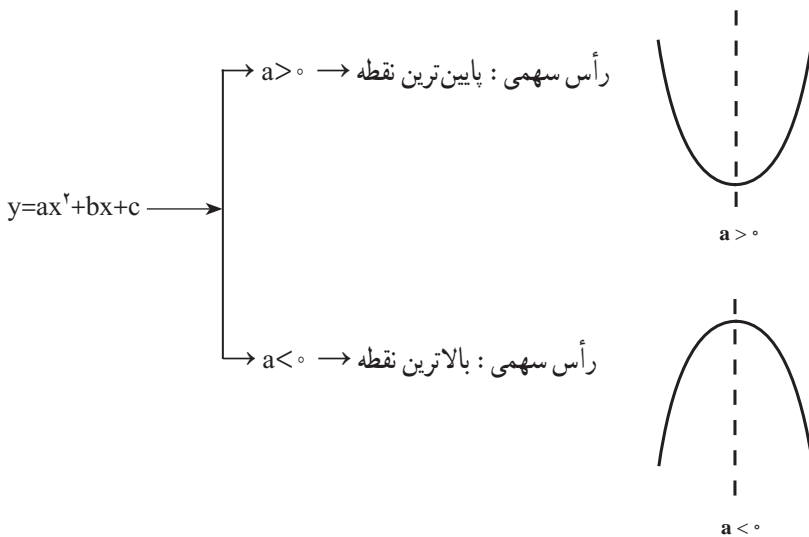 a>۰ → رأس سهمی : پایین‌ترین نقطه
a > ۰
y=ax²+bx+c
a<۰ → رأس سهمی : بالاترین نقطه
a < ۰